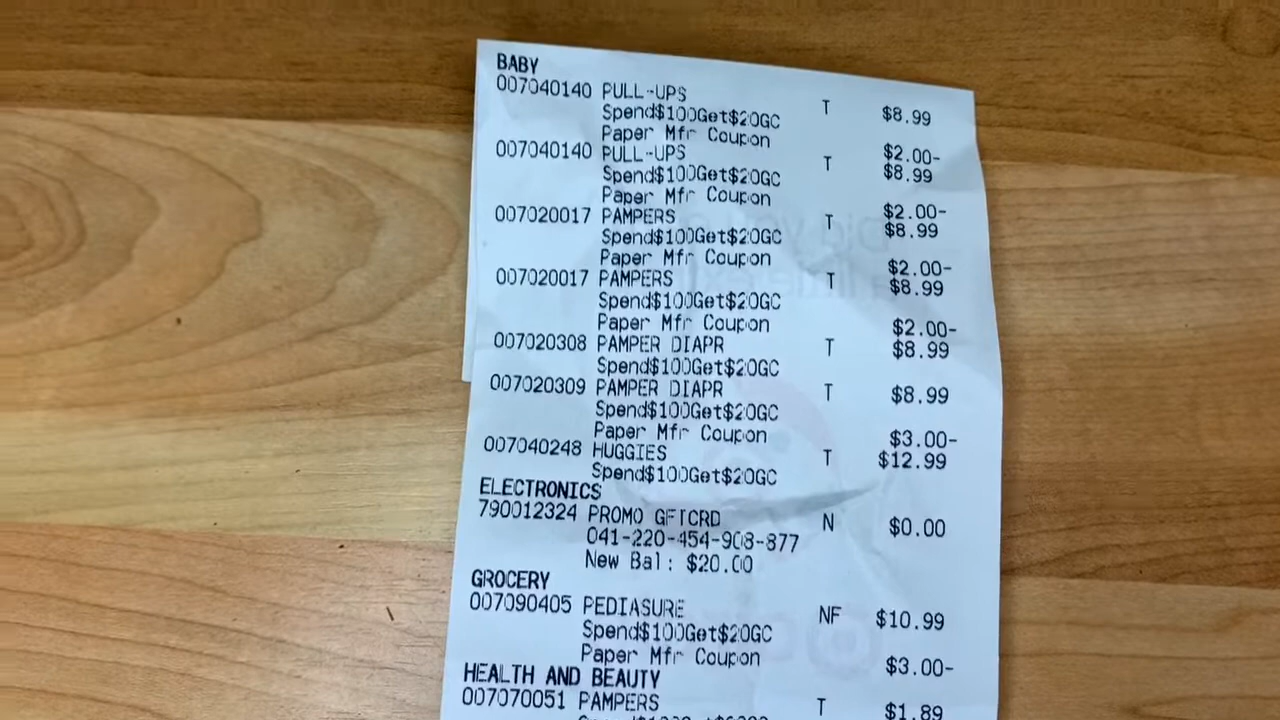 BABY
007040140 PULL-UPS T $8.99
Spend$100Get$20GC
Paper Mfr Coupon $2.00-
007040140 PULL-UPS T $8.99
Spend$100Get$20GC
Paper Mfr Coupon $2.00-
007020017 PAMPERS T $8.99
Spend$100Get$20GC
Paper Mfr Coupon $2.00-
007020017 PAMPERS T $8.99
Spend$100Get$20GC
Paper Mfr Coupon $2.00-
007020308 PAMPER DIAPR T $8.99
Spend$100Get$20GC
007020309 PAMPER DIAPR T $8.99
Spend$100Get$20GC
Paper Mfr Coupon $3.00-
007040248 HUGGIES T $12.99
Spend$100Get$20GC
ELECTRONICS
790012324 PROMO GFTCRD N $0.00
041-220-454-908-877
New Bal: $20.00
GROCERY
007090405 PEDIASURE NF $10.99
Spend$100Get$20GC
Paper Mfr Coupon $3.00-
HEALTH AND BEAUTY
007070051 PAMPERS T $1.89